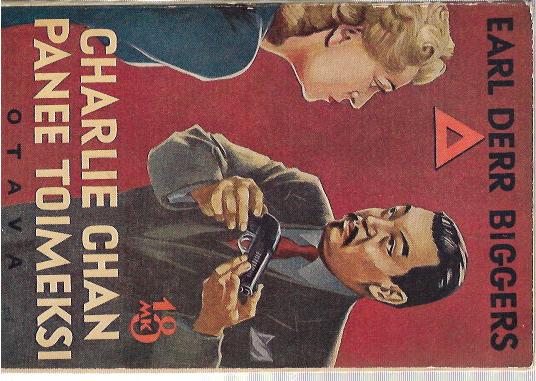 EARL DERR BIGGERS
18
MK
CHARLIE CHAN
PANEE TOIMEKSI
OTAVA